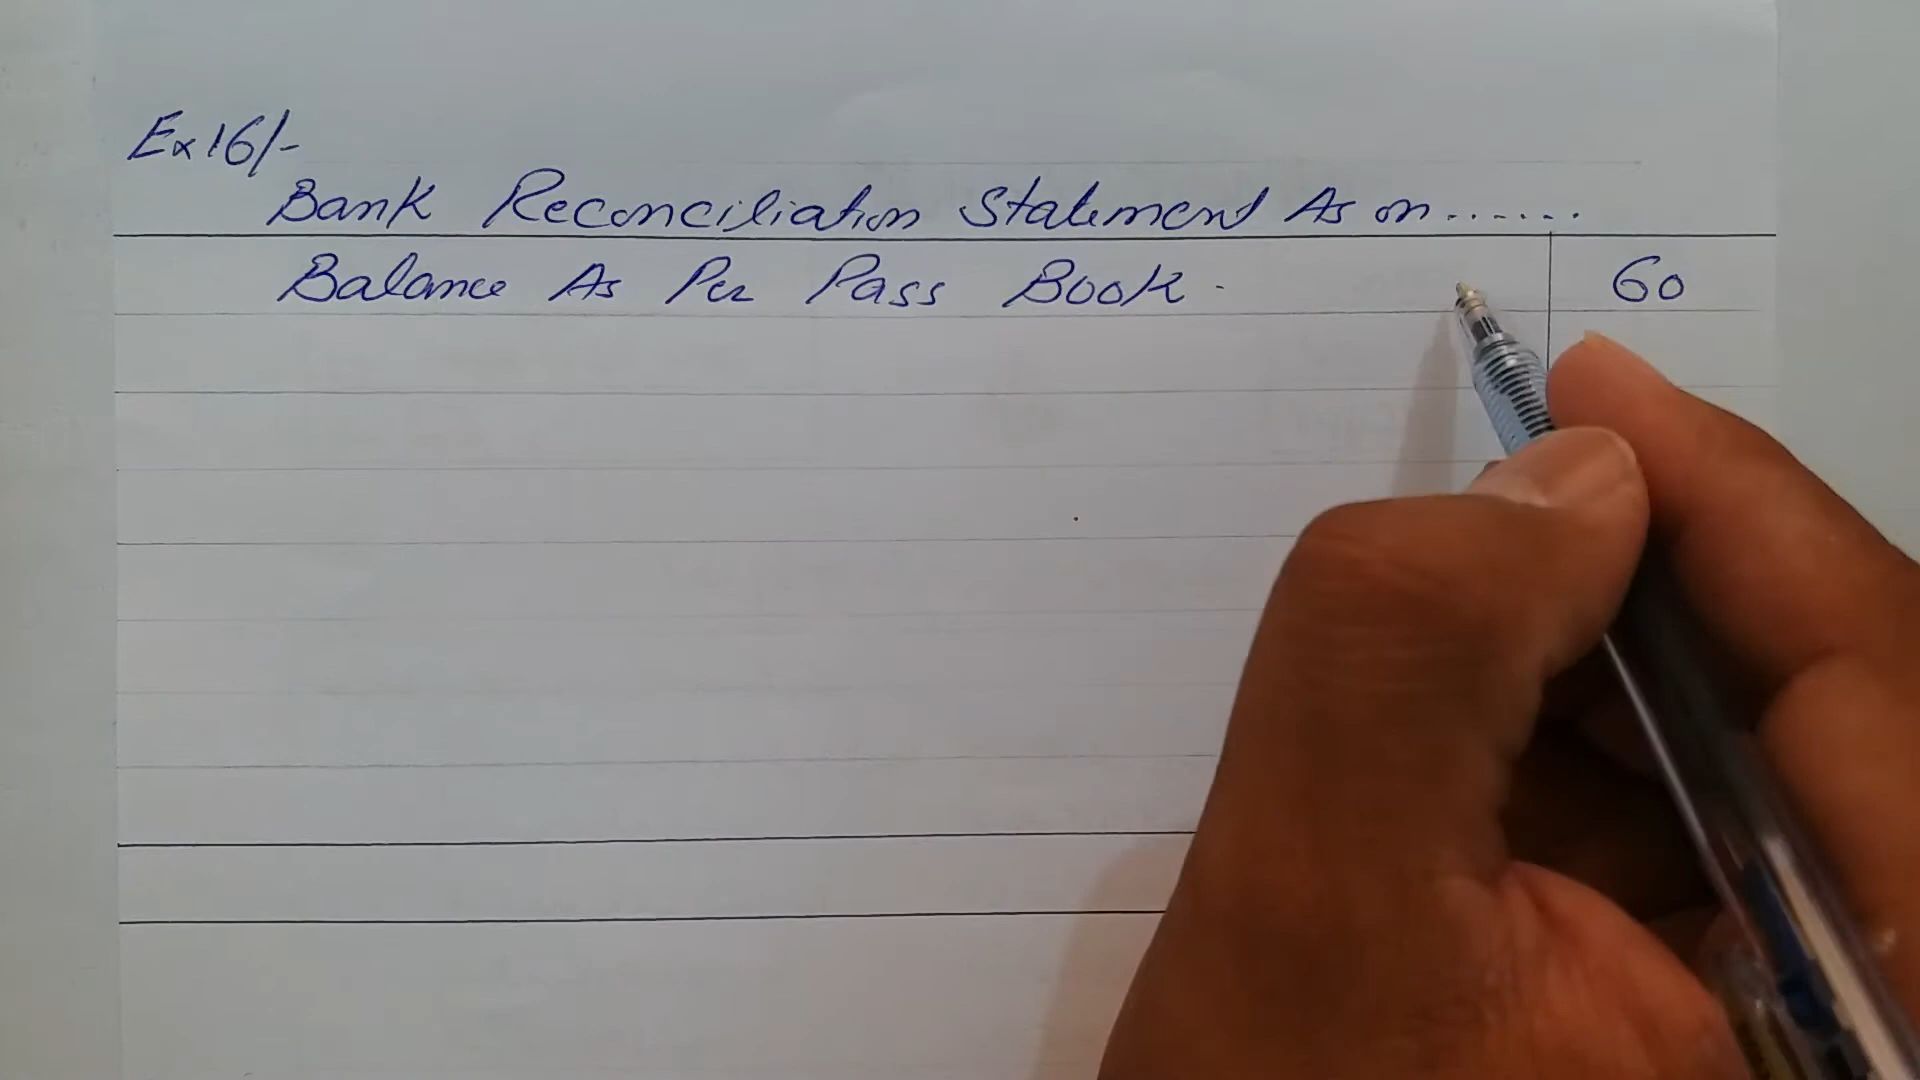 Ex 16/-
Bank Reconciliation Statement As on.......
Balance As Per Pass Book - 60